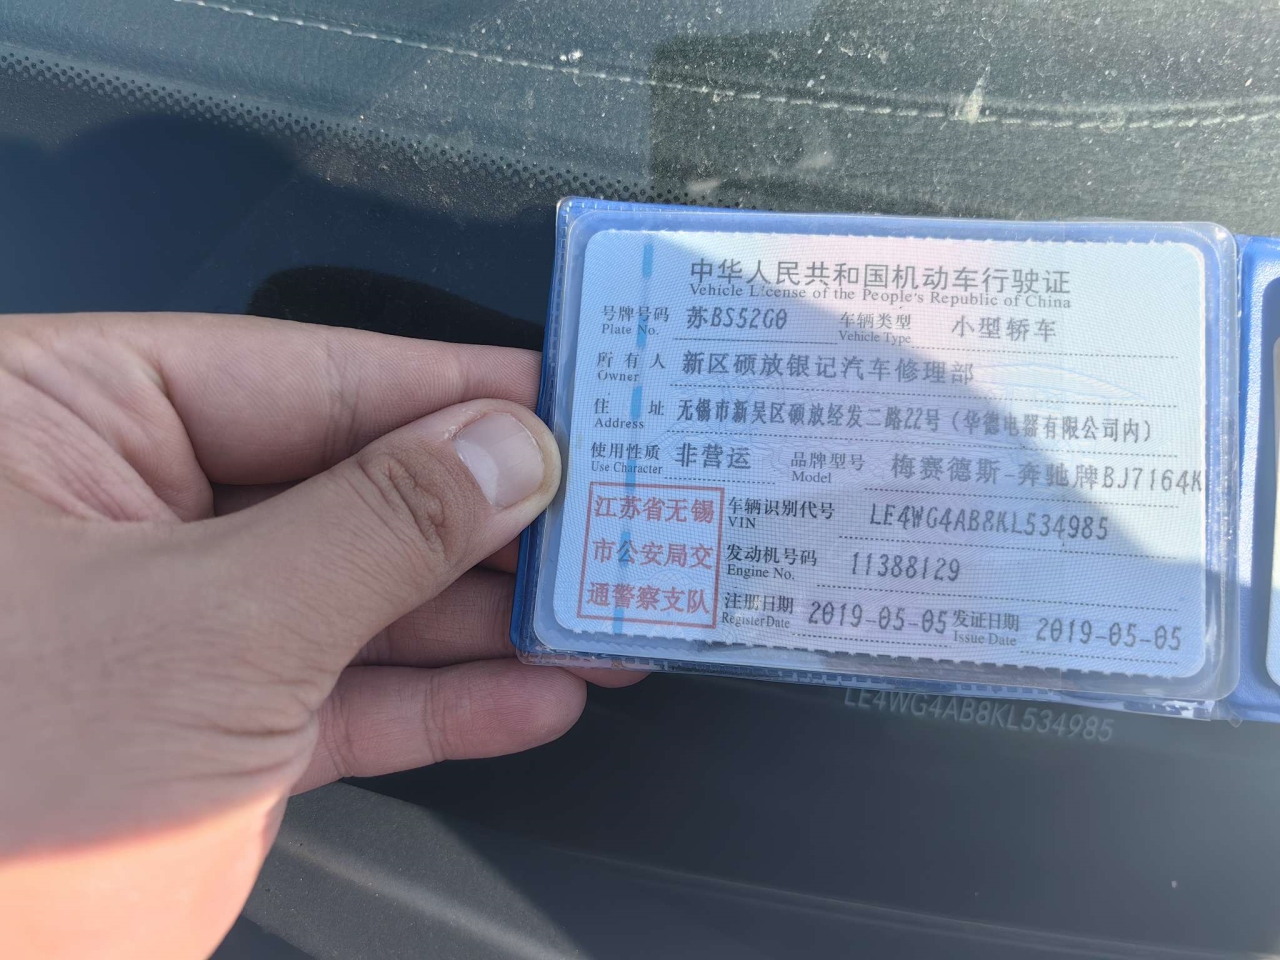 中华人民共和国机动车行驶证
Vehicle License of the People's Republic of China
号牌号码 苏BS52G0 车辆类型 小型轿车
Plate No. Vehicle Type
所有人 新区硕放银记汽车修理部
Owner
住址 无锡市新吴区硕放经发二路22号（华德电器有限公司内）
Address
使用性质 非营运 品牌型号 梅赛德斯-奔驰牌BJ7164K
Use Character Model
江苏省无锡
市公安局交
通警察支队
车辆识别代号 LE4WG4AB8KL534985
VIN
发动机号码 11388129
Engine No.
注册日期 2019-05-05 发证日期 2019-05-05
Register Date Issue Date
LE4WG4AB8KL534985